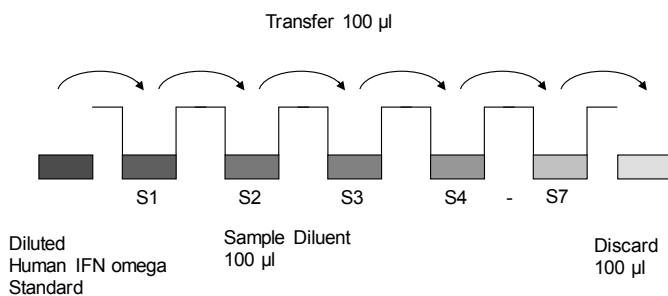 Transfer 100 µl
S1 S2 S3 S4 - S7
Diluted
Human IFN omega
Standard
Sample Diluent
100 µl
Discard
100 µl